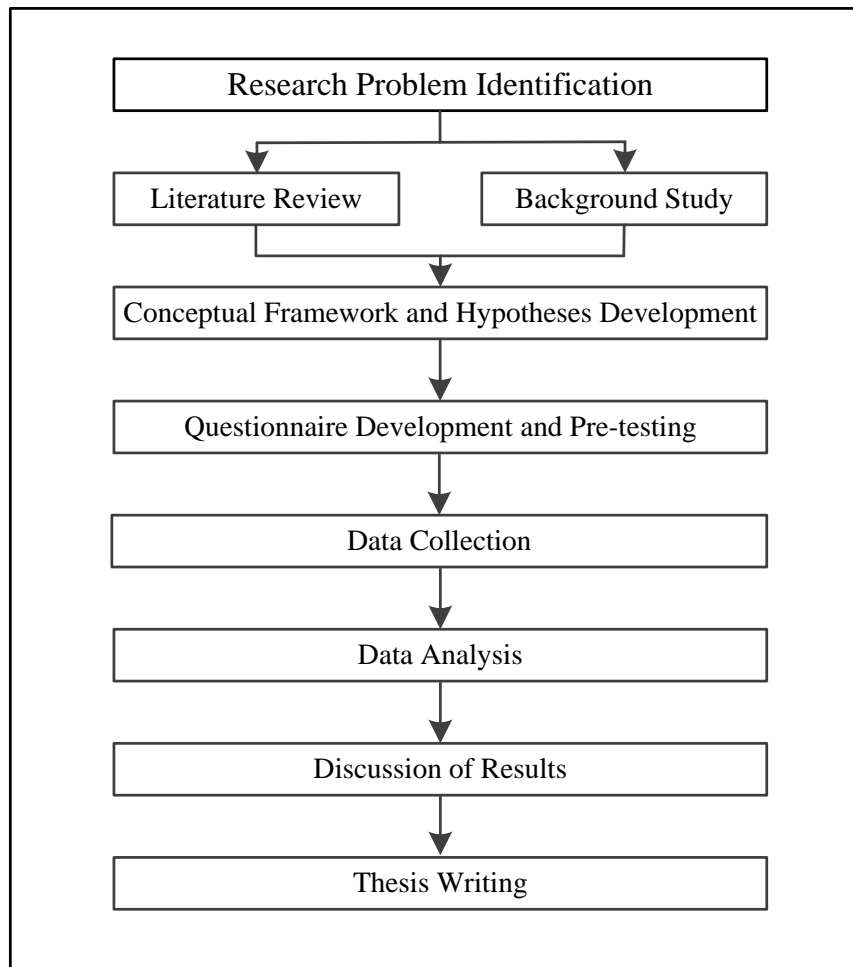 Research Problem Identification
Literature Review
Background Study
Conceptual Framework and Hypotheses Development
Questionnaire Development and Pre-testing
Data Collection
Data Analysis
Discussion of Results
Thesis Writing